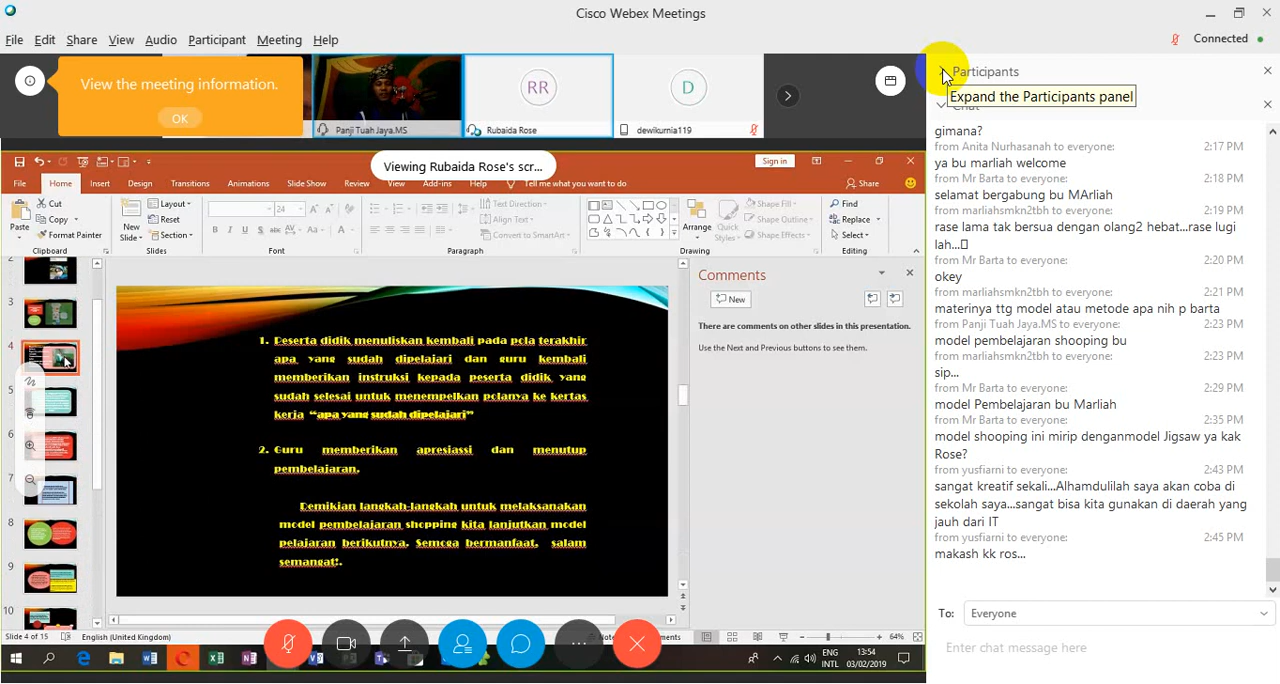 Cisco Webex Meetings
File Edit Share View Audio Participant Meeting Help
Connected
View the meeting information.
OK
Panji Tuah Jaya.MS
RR
Rubaida Rose
D
dewikurnia119
Viewing Rubaida Rose's scr...
Sign in
File Home Insert Design Transitions Animations Slide Show Review View Add-ins Help Tell me what you want to do Share
Paste
Cut
Copy
Format Painter
Clipboard
New
Slide
Layout
Reset
Section
Slides
24
Font
Text Direction
Align Text
Convert to SmartArt
Paragraph
Arrange
Quick
Styles
Shape Fill
Shape Outline
Shape Effects
Drawing
Find
Replace
Select
Editing
2
3
4
5
6
7
8
9
10
1. Peserta didik menuliskan kembali pada pola terakhir
apa yang sudah dipelajari dan guru kembali
memberikan instruksi kepada peserta didik yang
sudah selesai untuk menempelkan polanya ke kertas
kerja “apa yang sudah dipelajari”
2. Guru memberikan apresiassi dan menutup
pembelajaran.
Demikian langkah-langkah untuk melaksanakan
model pembelajaran shopping kita lanjutkan model
pelajaran berikutnya. Semoga bermanfaat, salam
semangat!.
Comments
New
There are comments on other slides in this presentation.
Use the Next and Previous buttons to see them.
Slide 4 of 15 English (United Kingdom)
64%
ENG
INTL
13:54
03/02/2019
Participants
Expand the Participants panel
Chat
gimana?
from Anita Nurhasanah to everyone: 2:17 PM
ya bu marliah welcome
from Mr Barta to everyone: 2:18 PM
selamat bergabung bu MArliah
from marliahsmkn2tbh to everyone: 2:19 PM
rase lama tak bersua dengan olang2 hebat...rase lugi
lah...
from Mr Barta to everyone: 2:20 PM
okey
from marliahsmkn2tbh to everyone: 2:21 PM
materinya ttg model atau metode apa nih p barta
from Panji Tuah Jaya.MS to everyone: 2:23 PM
model pembelajaran shooping bu
from marliahsmkn2tbh to everyone: 2:23 PM
sip...
from Mr Barta to everyone: 2:29 PM
model Pembelajaran bu Marliah
from Mr Barta to everyone: 2:35 PM
model shooping ini mirip denganmodel Jigsaw ya kak
Rose?
from yusfiarni to everyone: 2:43 PM
sangat kreatif sekali...Alhamdulilah saya akan coba di
sekolah saya...sangat bisa kita gunakan di daerah yang
jauh dari IT
from yusfiarni to everyone: 2:45 PM
makash kk ros...
To: Everyone
Enter chat message here